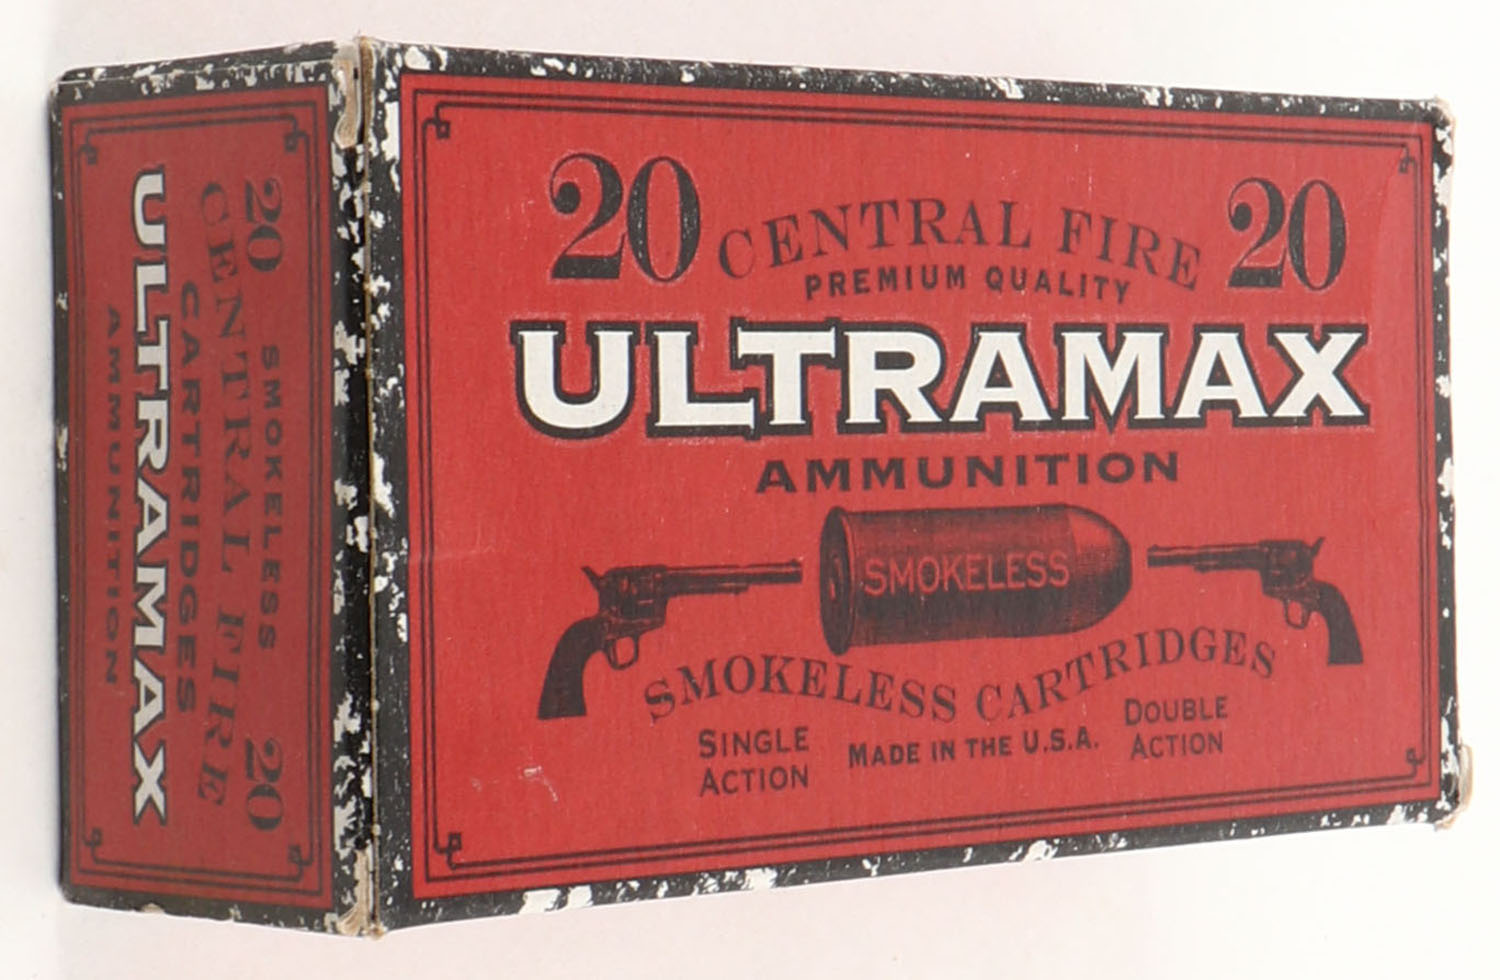 20 CENTRAL FIRE 20
PREMIUM QUALITY
ULTRAMAX
AMMUNITION
SMOKELESS
SMOKELESS CARTRIDGES
SINGLE ACTION
MADE IN THE U.S.A.
DOUBLE ACTION
20 SMOKELESS 20
CENTRAL FIRE
CARTRIDGES
ULTRAMAX
AMMUNITION